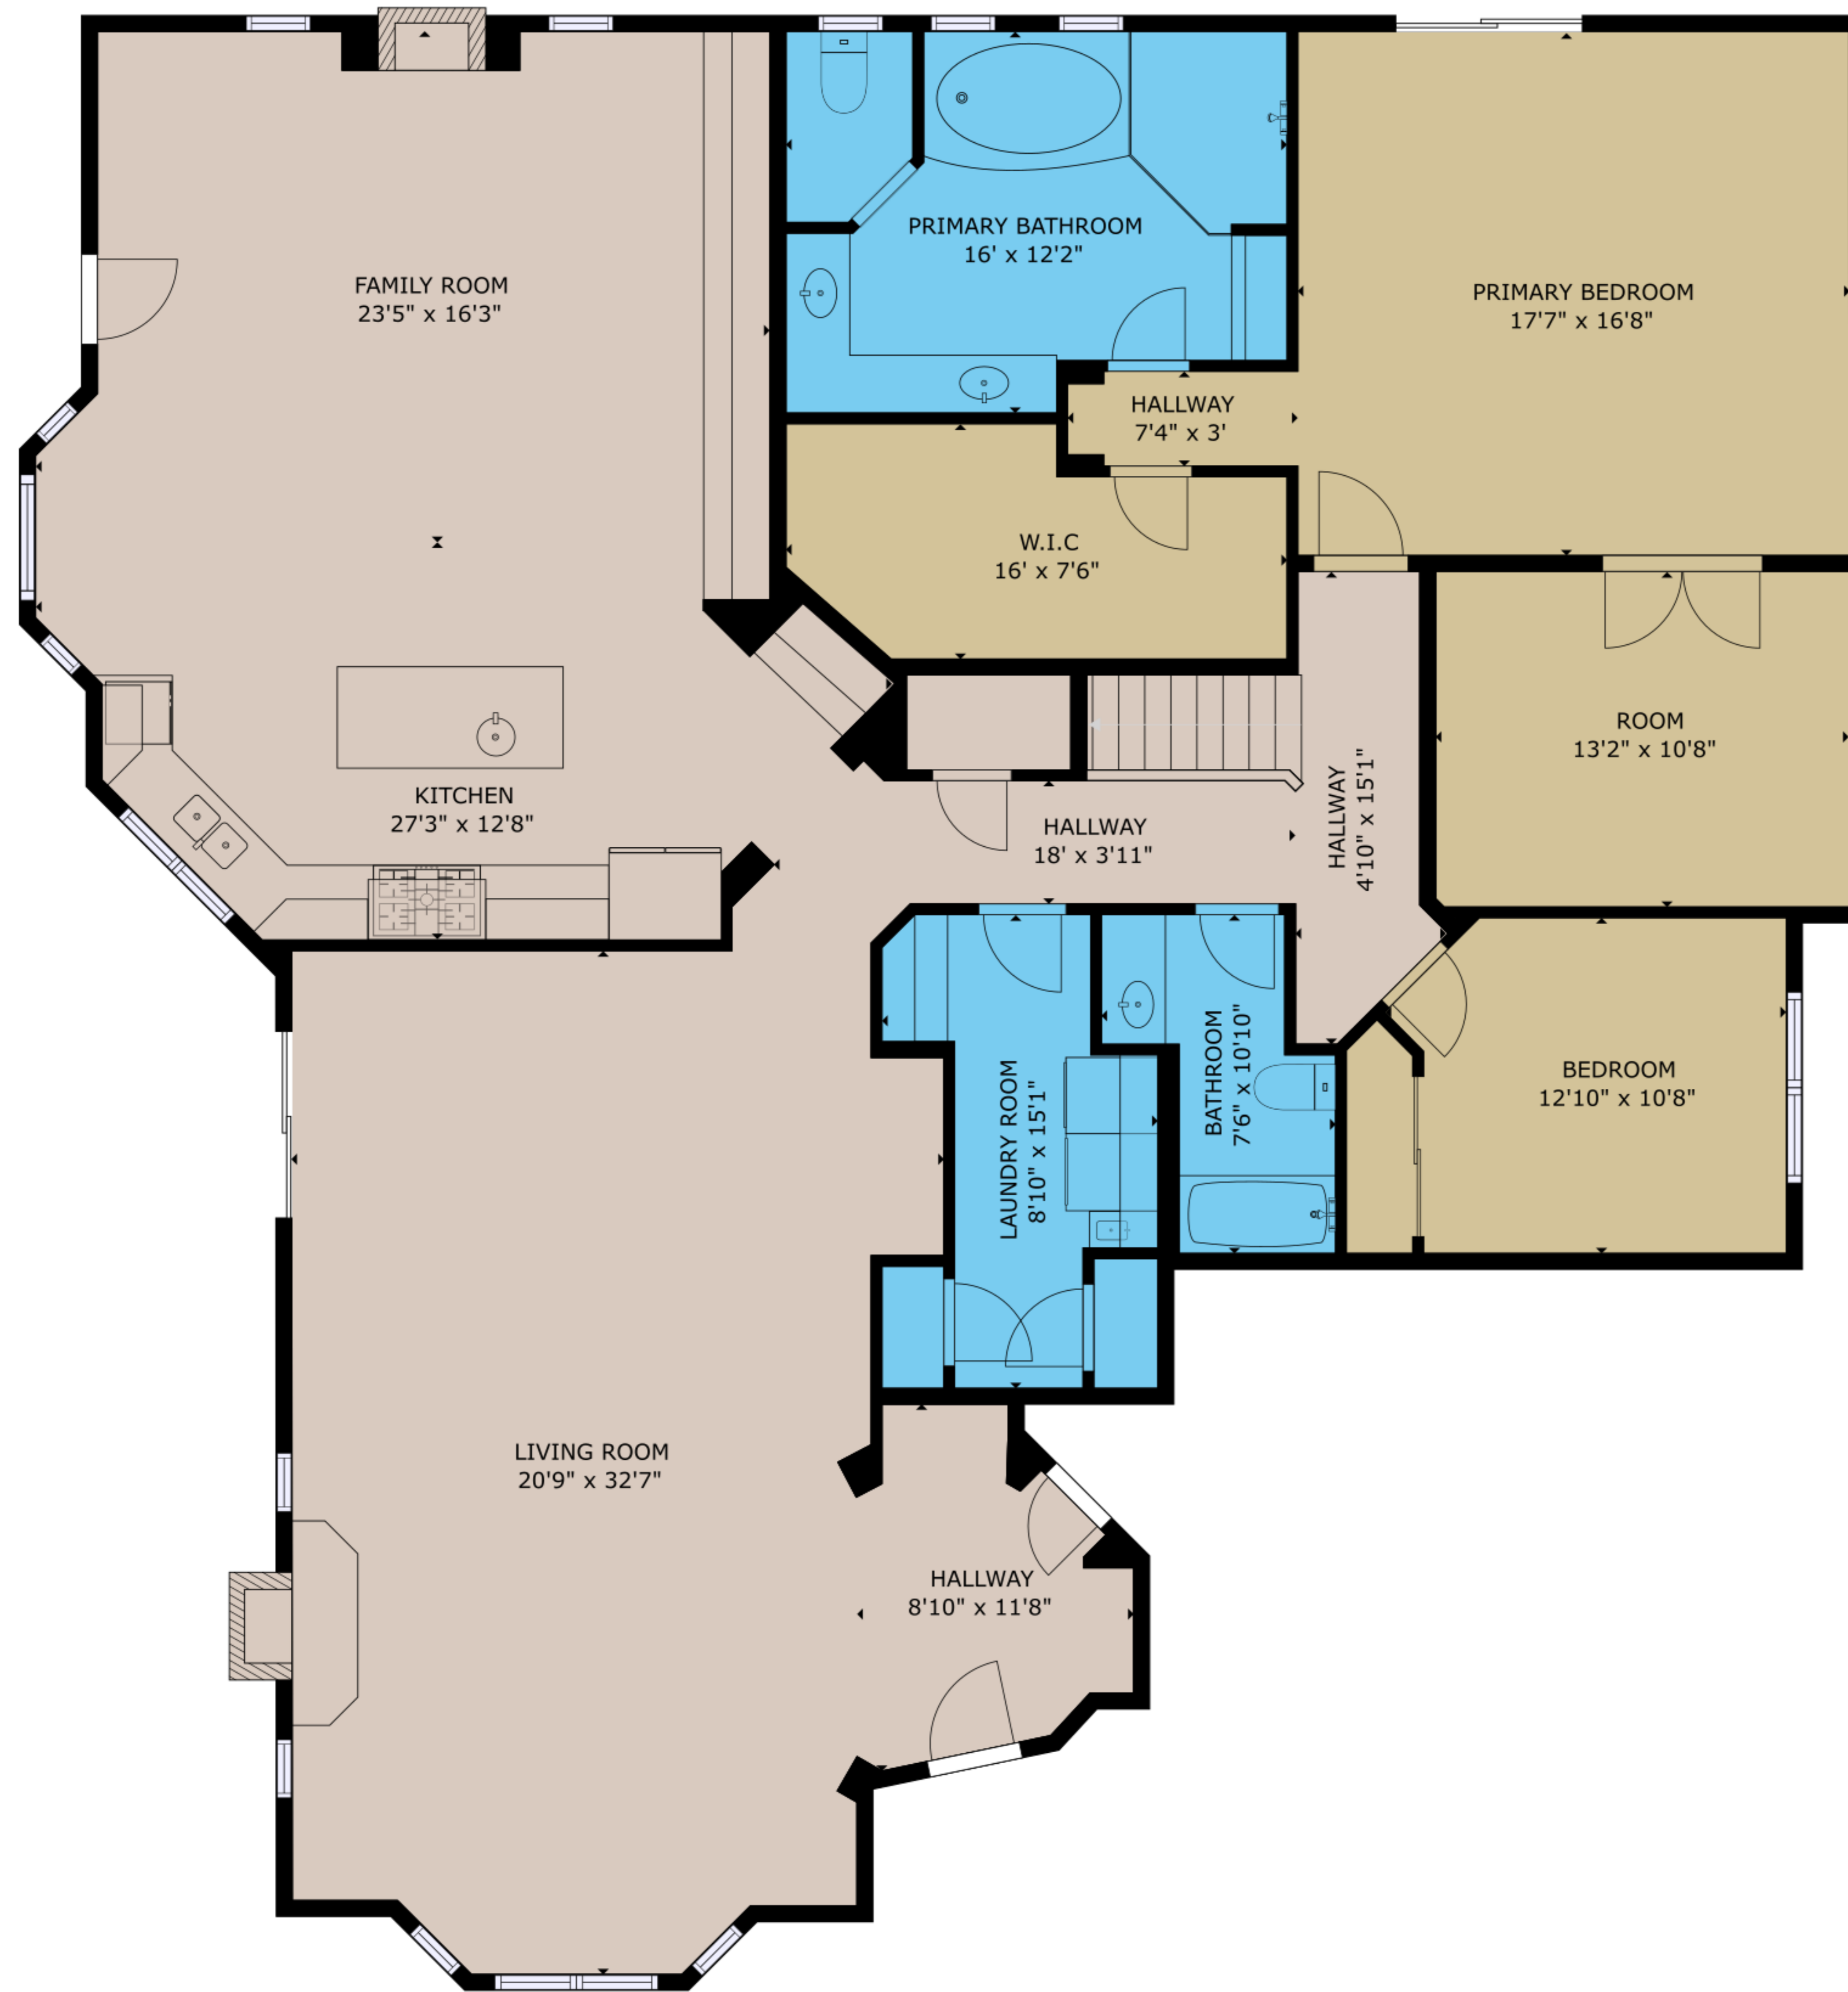 FAMILY ROOM
23'5" x 16'3"
PRIMARY BATHROOM
16' x 12'2"
PRIMARY BEDROOM
17'7" x 16'8"
HALLWAY
7'4" x 3'
W.I.C
16' x 7'6"
ROOM
13'2" x 10'8"
KITCHEN
27'3" x 12'8"
HALLWAY
18' x 3'11"
HALLWAY
4'10" x 15'1"
LAUNDRY ROOM
8'10" x 15'1"
BATHROOM
7'6" x 10'10"
BEDROOM
12'10" x 10'8"
LIVING ROOM
20'9" x 32'7"
HALLWAY
8'10" x 11'8"